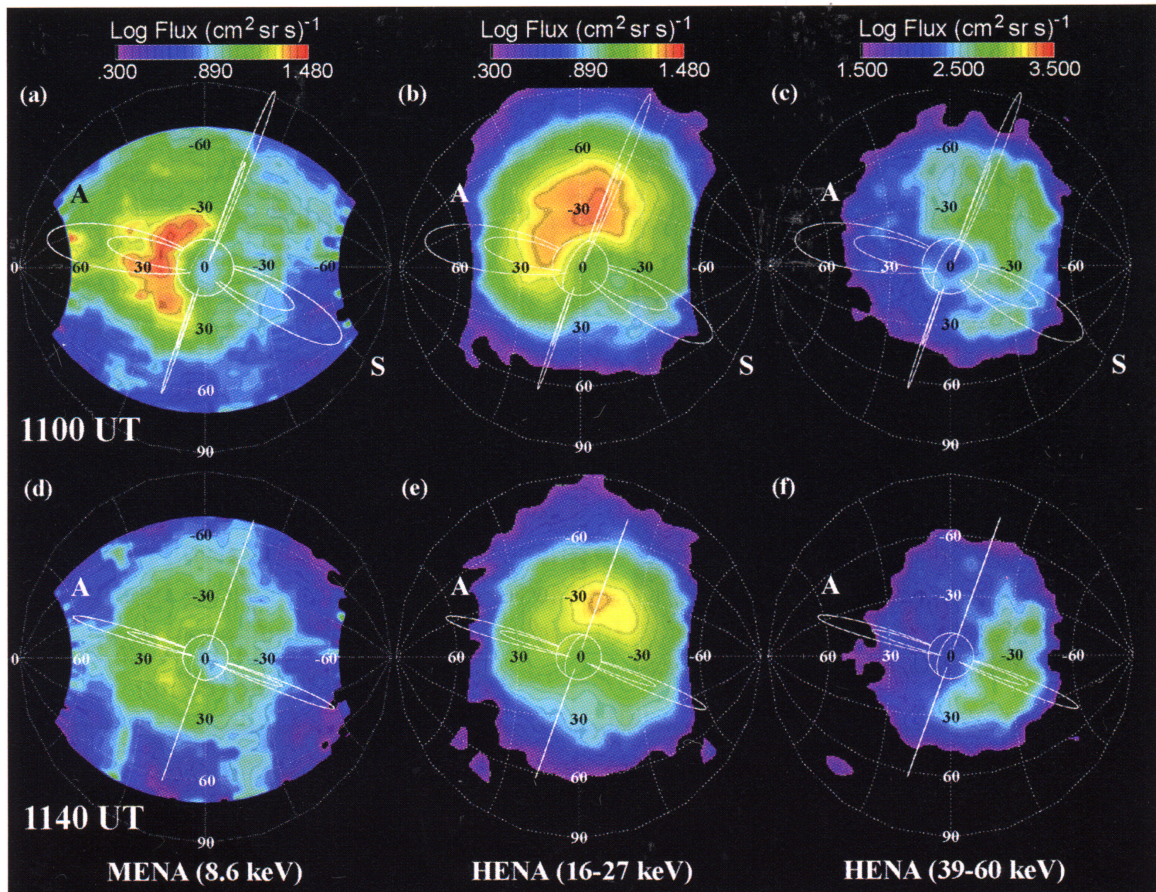 Log Flux (cm² sr s)⁻¹ Log Flux (cm² sr s)⁻¹ Log Flux (cm² sr s)⁻¹
.300 .890 1.480 .300 .890 1.480 1.500 2.500 3.500
(a) (b) (c)
-60 -60 -60
A A A
-30 -30 -30
0 60 30 0 -30 -60 60 30 0 -30 -60 60 30 0 -30 -60
30 30 30
S S S
60 60 60
1100 UT
90 90 90
(d) (e) (f)
-60 -60 -60
A A A
-30 -30 -30
0 60 30 0 -30 -60 60 30 0 -30 -60 60 30 0 -30 -60
30 30 30
60 60 60
1140 UT
90 90 90
MENA (8.6 keV) HENA (16-27 keV) HENA (39-60 keV)